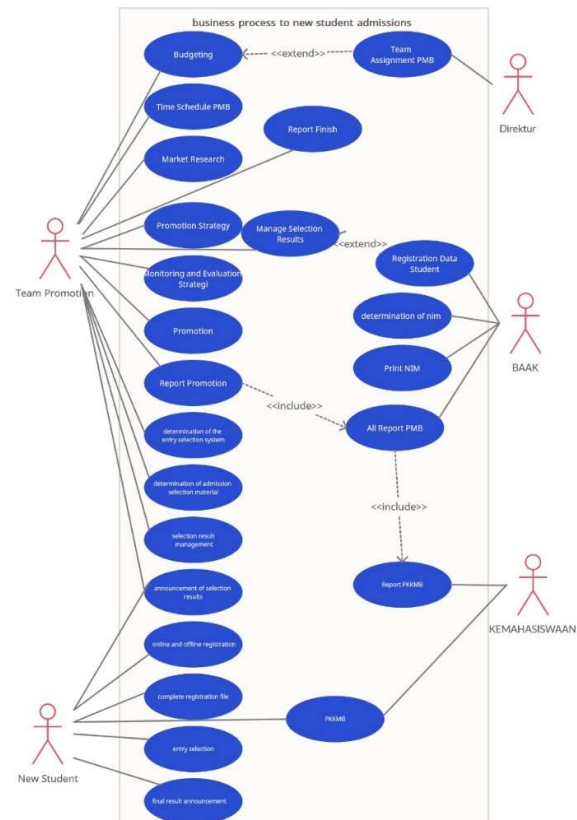 business process to new student admissions
Budgeting
<<extend>>
Team
Assignment PMB
Direktur
Time Schedule PMB
Report Finish
Market Research
Promotion Strategy
Manage Selection
Results
<<extend>>
Registration Data
Student
Team Promotion
Monitoring and Evaluation
Strategi
determination of nim
BAAK
Promotion
Print NIM
Report Promotion
<<include>>
All Report PMB
determination of the
entry selection system
determination of admission
selection material
<<include>>
selection result
management
announcement of selection
results
Report PKKMB
KEMAHASISWAAN
online and offline registration
complete registration file
PKKMB
entry selection
New Student
final result announcement